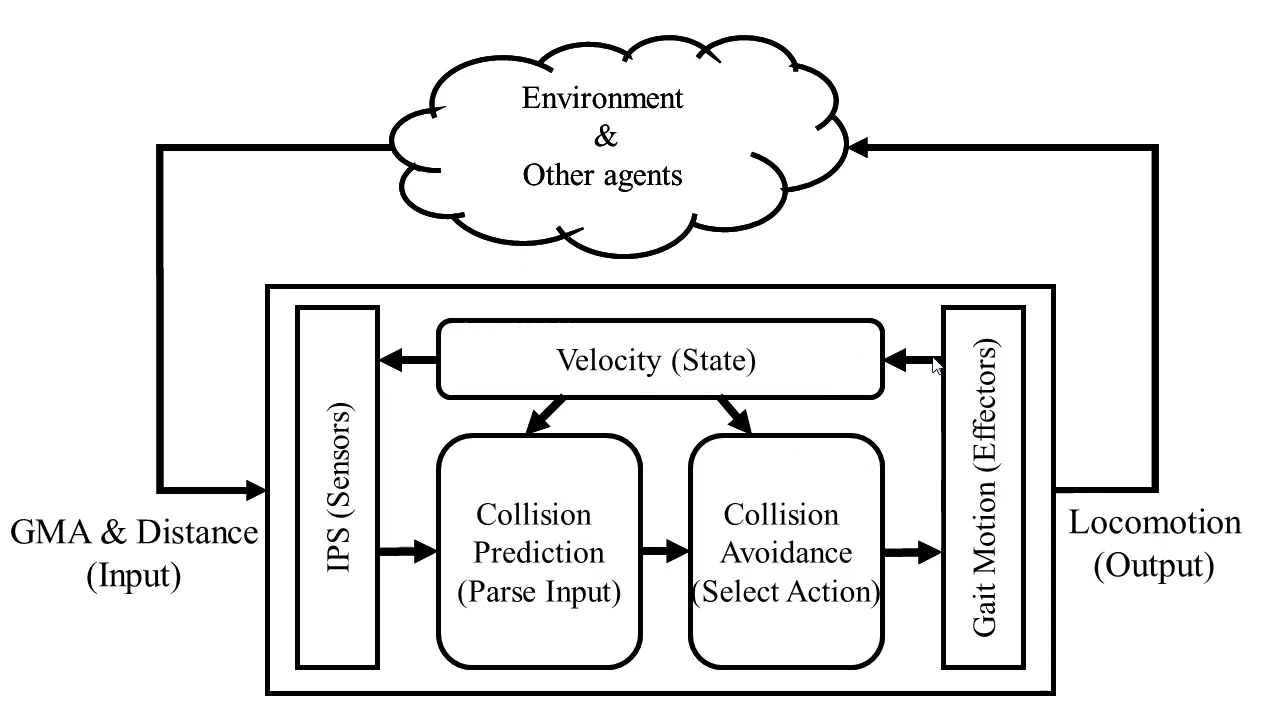 Environment
&
Other agents
Velocity (State)
IPS (Sensors)
Collision
Prediction
(Parse Input)
Collision
Avoidance
(Select Action)
Gait Motion (Effectors)
GMA & Distance
(Input)
Locomotion
(Output)